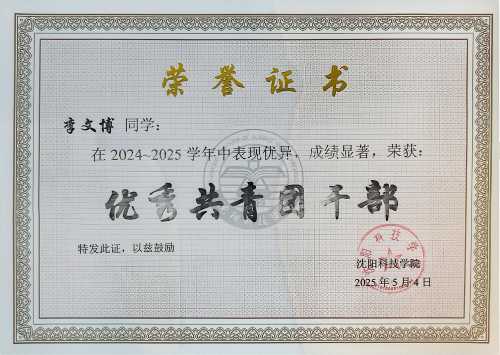 荣誉证书
李文博 同学：
在 2024~2025 学年中表现优异，成绩显著，荣获：
优秀共青团干部
特发此证，以兹鼓励
沈阳科技学院
2025 年 5 月 4 日